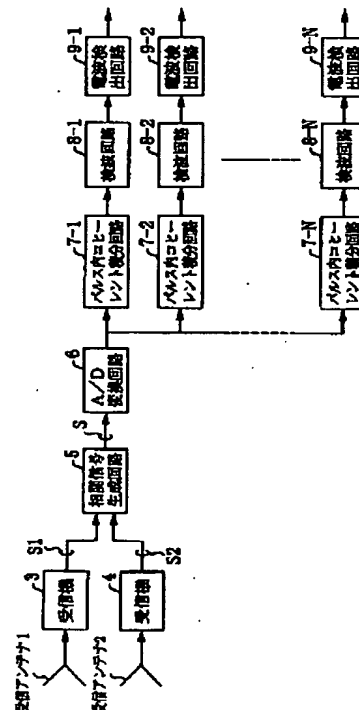 受信アンテナ1
3
受信機
S1
受信アンテナ2
4
受信機
S2
5
相関信号
生成回路
S
6
A/D
変換回路
7-1
パルス内コヒー
レント積分回路
8-1
検波回路
9-1
電波検
出回路
7-2
パルス内コヒー
レント積分回路
8-2
検波回路
9-2
電波検
出回路
7-N
パルス内コヒー
レント積分回路
8-N
検波回路
9-N
電波検
出回路